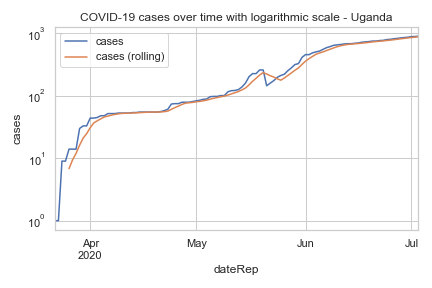 COVID-19 cases over time with logarithmic scale - Uganda
cases
cases (rolling)
10³
10²
10¹
10⁰
cases
Apr
2020
May
Jun
Jul
dateRep